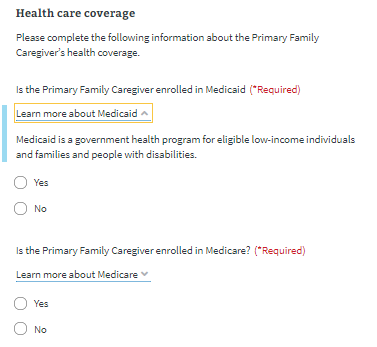 Health care coverage
Please complete the following information about the Primary Family
Caregiver's health coverage.
Is the Primary Family Caregiver enrolled in Medicaid (*Required)
Learn more about Medicaid
Medicaid is a government health program for eligible low-income individuals
and families and people with disabilities.
Yes
No
Is the Primary Family Caregiver enrolled in Medicare? (*Required)
Learn more about Medicare
Yes
No